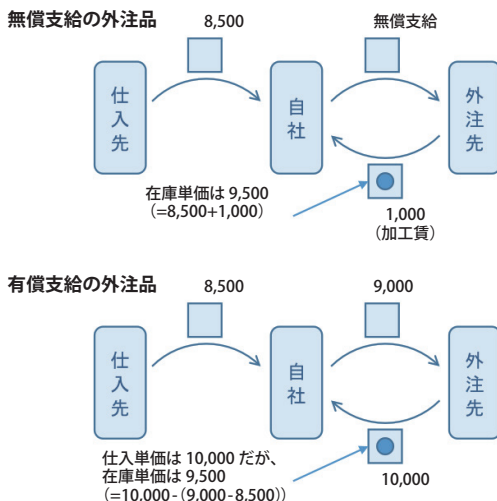 無償支給の外注品
8,500
無償支給
仕入先
自社
外注先
在庫単価は 9,500
(=8,500+1,000)
1,000
(加工賃)
有償支給の外注品
8,500
9,000
仕入先
自社
外注先
仕入単価は 10,000 だが、
在庫単価は 9,500
(=10,000-(9,000-8,500))
10,000